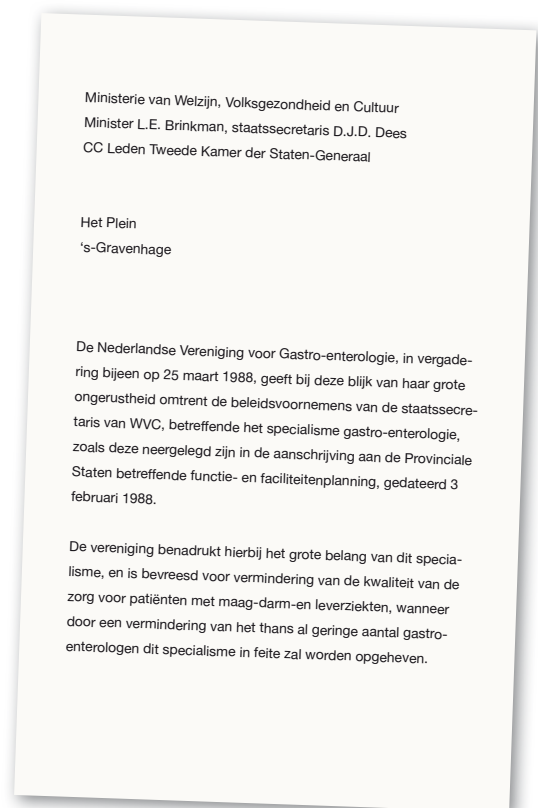 Ministerie van Welzijn, Volksgezondheid en Cultuur
Minister L.E. Brinkman, staatssecretaris D.J.D. Dees
CC Leden Tweede Kamer der Staten-Generaal
Het Plein
‘s-Gravenhage
De Nederlandse Vereniging voor Gastro-enterologie, in vergade-
ring bijeen op 25 maart 1988, geeft bij deze blijk van haar grote
ongerustheid omtrent de beleidsvoornemens van de staatssecre-
taris van WVC, betreffende het specialisme gastro-enterologie,
zoals deze neergelegd zijn in de aanschrijving aan de Provinciale
Staten betreffende functie- en faciliteitenplanning, gedateerd 3
februari 1988.
De vereniging benadrukt hierbij het grote belang van dit specia-
lisme, en is bevreesd voor vermindering van de kwaliteit van de
zorg voor patiënten met maag-darm-en leverziekten, wanneer
door een vermindering van het thans al geringe aantal gastro-
enterologen dit specialisme in feite zal worden opgeheven.